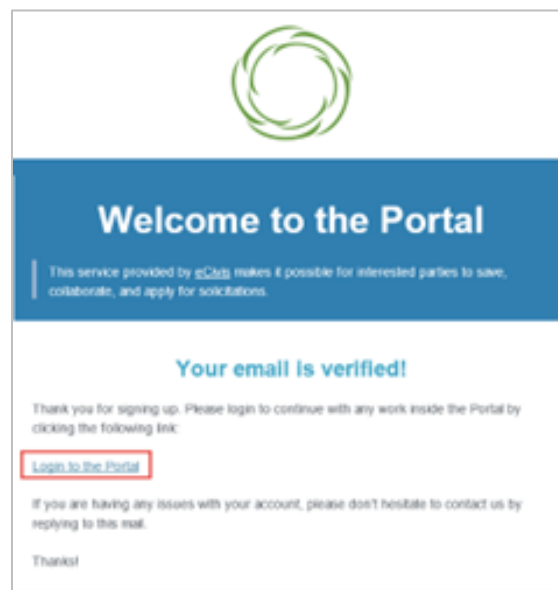 Welcome to the Portal
This service provided by eCivis makes it possible for interested parties to save,
collaborate, and apply for solicitations.
Your email is verified!
Thank you for signing up. Please login to continue with any work inside the Portal by
clicking the following link:
Login to the Portal
If you are having any issues with your account, please don't hesitate to contact us by
replying to this mail.
Thanks!